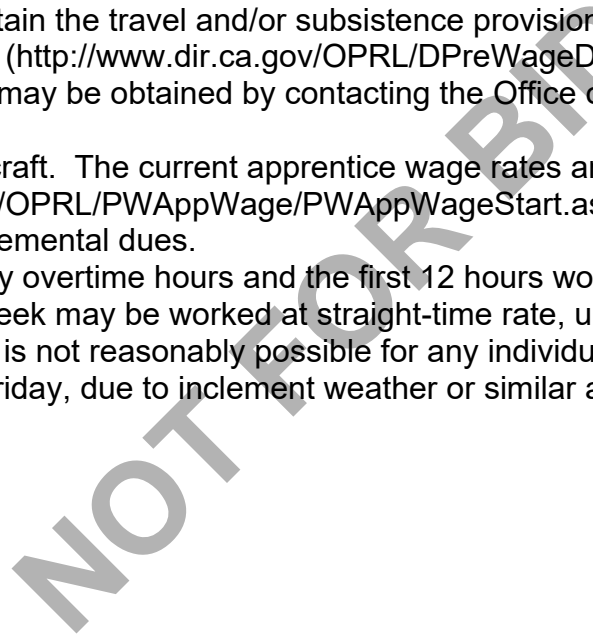 tain the travel and/or subsistence provision
(http://www.dir.ca.gov/OPRL/DPreWageD
may be obtained by contacting the Office o
raft. The current apprentice wage rates ar
/OPRL/PWAppWage/PWAppWageStart.as
emental dues.
y overtime hours and the first 12 hours wo
eek may be worked at straight-time rate, u
is not reasonably possible for any individu
riday, due to inclement weather or similar a
NOT FOR BID